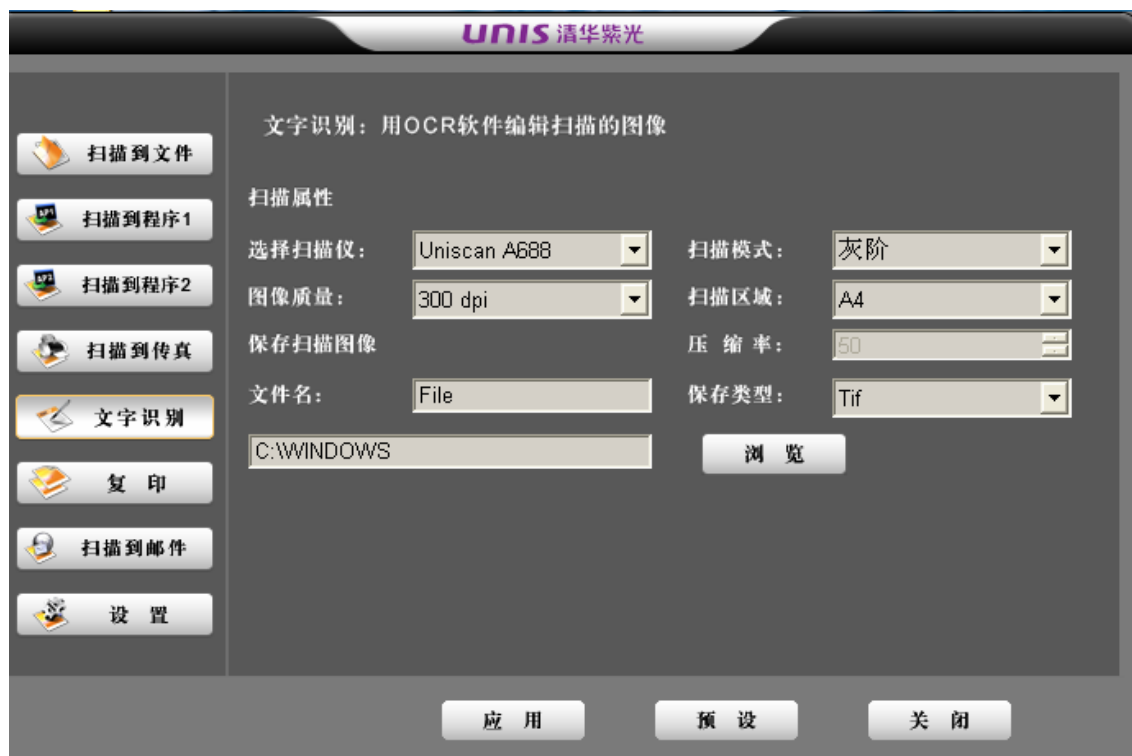 UNIS 清华紫光
扫描到文件
扫描到程序1
扫描到程序2
扫描到传真
文字识别
复 印
扫描到邮件
设 置
文字识别：用OCR软件编辑扫描的图像
扫描属性
选择扫描仪： Uniscan A688 扫描模式： 灰阶
图像质量： 300 dpi 扫描区域： A4
保存扫描图像 压 缩 率： 50
文件名： File 保存类型： Tif
C:\WINDOWS 浏 览
应 用 预 设 关 闭